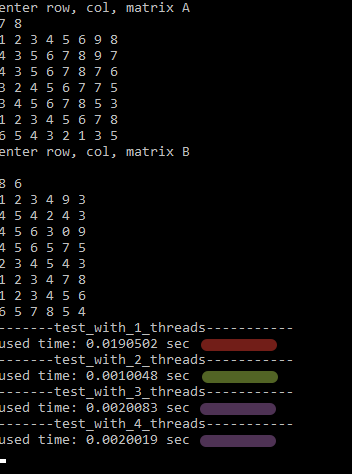 enter row, col, matrix A
7 8
1 2 3 4 5 6 9 8
4 3 5 6 7 8 9 7
4 3 5 6 7 8 7 6
3 2 4 5 6 7 7 5
3 4 5 6 7 8 5 3
1 2 3 4 5 6 7 8
6 5 4 3 2 1 3 5
enter row, col, matrix B
8 6
1 2 3 4 9 3
4 5 4 2 4 3
4 5 6 3 0 9
4 5 6 5 7 5
2 3 4 5 4 3
1 2 3 4 7 8
1 2 3 4 5 6
6 5 7 8 5 4
-------test_with_1_threads-----------
used time: 0.0190502 sec
-------test_with_2_threads-----------
used time: 0.0010048 sec
-------test_with_3_threads-----------
used time: 0.0020083 sec
-------test_with_4_threads-----------
used time: 0.0020019 sec